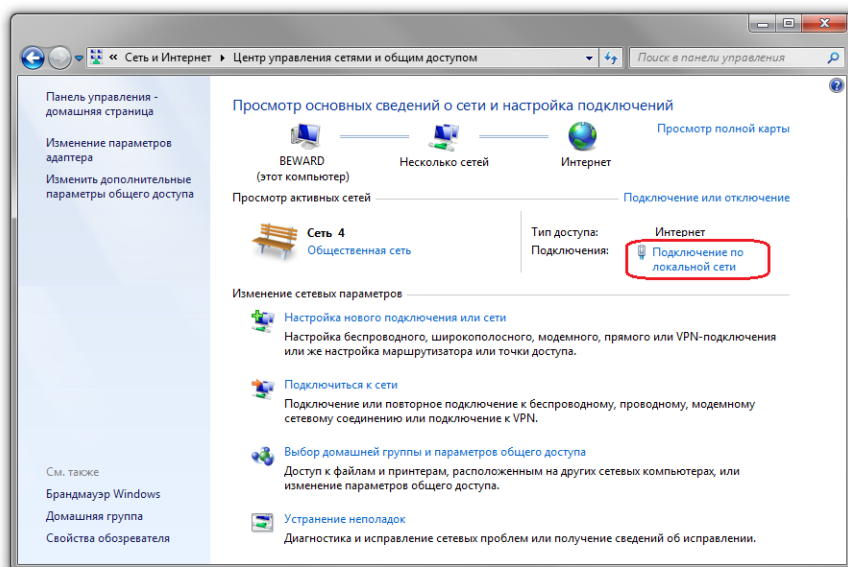 « Сеть и Интернет ▸ Центр управления сетями и общим доступом
Поиск в панели управления
Панель управления -
домашняя страница
Изменение параметров
адаптера
Изменить дополнительные
параметры общего доступа
См. также
Брандмауэр Windows
Домашняя группа
Свойства обозревателя
Просмотр основных сведений о сети и настройка подключений
Просмотр полной карты
BEWARD
(этот компьютер)
Несколько сетей
Интернет
Просмотр активных сетей
Подключение или отключение
Сеть 4
Общественная сеть
Тип доступа: Интернет
Подключения: Подключение по
локальной сети
Изменение сетевых параметров
Настройка нового подключения или сети
Настройка беспроводного, широкополосного, модемного, прямого или VPN-подключения
или же настройка маршрутизатора или точки доступа.
Подключиться к сети
Подключение или повторное подключение к беспроводному, проводному, модемному
сетевому соединению или подключение к VPN.
Выбор домашней группы и параметров общего доступа
Доступ к файлам и принтерам, расположенным на других сетевых компьютерах, или
изменение параметров общего доступа.
Устранение неполадок
Диагностика и исправление сетевых проблем или получение сведений об исправлении.